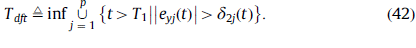 T_{dft} ≜ inf ∪_{j = 1}^{p} {t > T_1 | |e_{yj}(t)| > δ_{2j}(t)}. (42)